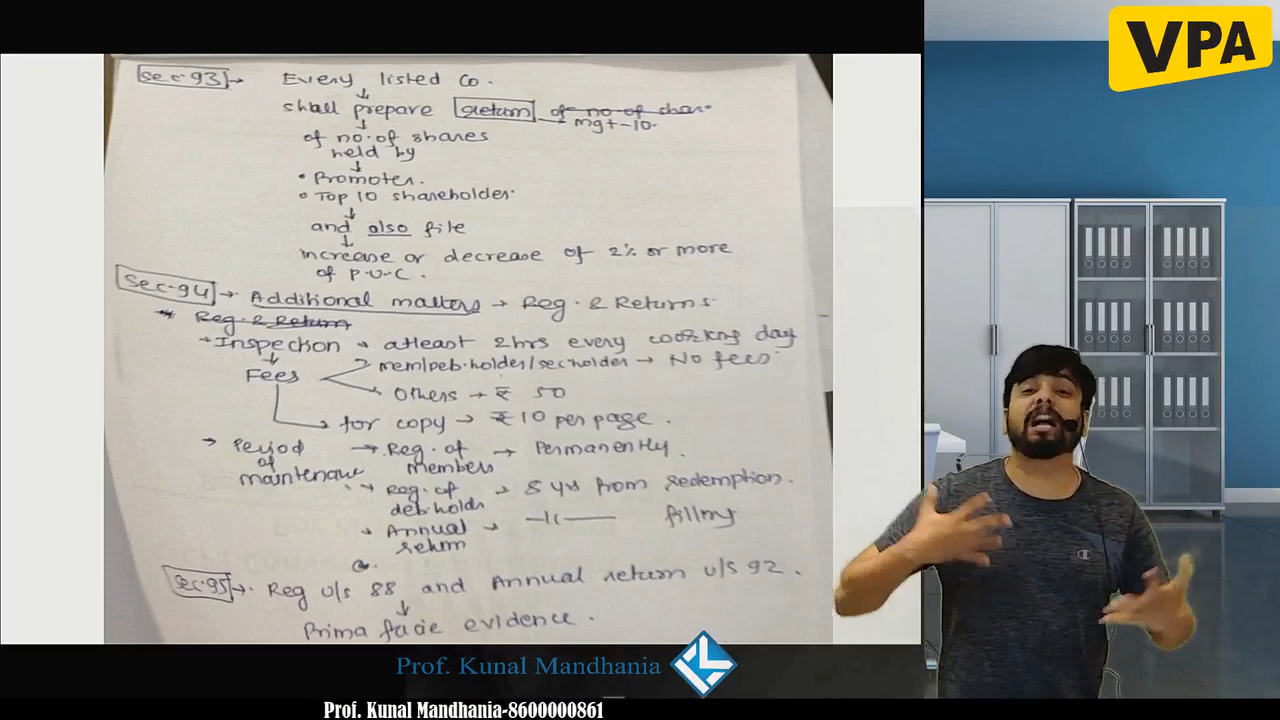 VPA
Sec-93 → Every listed Co.
shall prepare return of no of share
→ mgt-10.
of no. of shares
held by
• Promoter.
• Top 10 shareholder.
and also file
increase or decrease of 2% or more
of P.U.C.
Sec-94 → Additional matters → Reg. & Returns.
* Reg. & Return
→ Inspection → atleast 2hrs every working day
Fees
mem/deb.holder/sec.holder → No fees
Others → ₹ 50
for copy → ₹10 per page.
→ Period of maintenance → Reg. of members → Permanently.
→ Reg. of deb.holds → 8 yrs from redemption.
→ Annual return → —1(— filing
Sec-95 → Reg u/s 88 and Annual return u/s 92.
Prima facie evidence.
Prof. Kunal Mandhania
Prof. Kunal Mandhania-8600000861